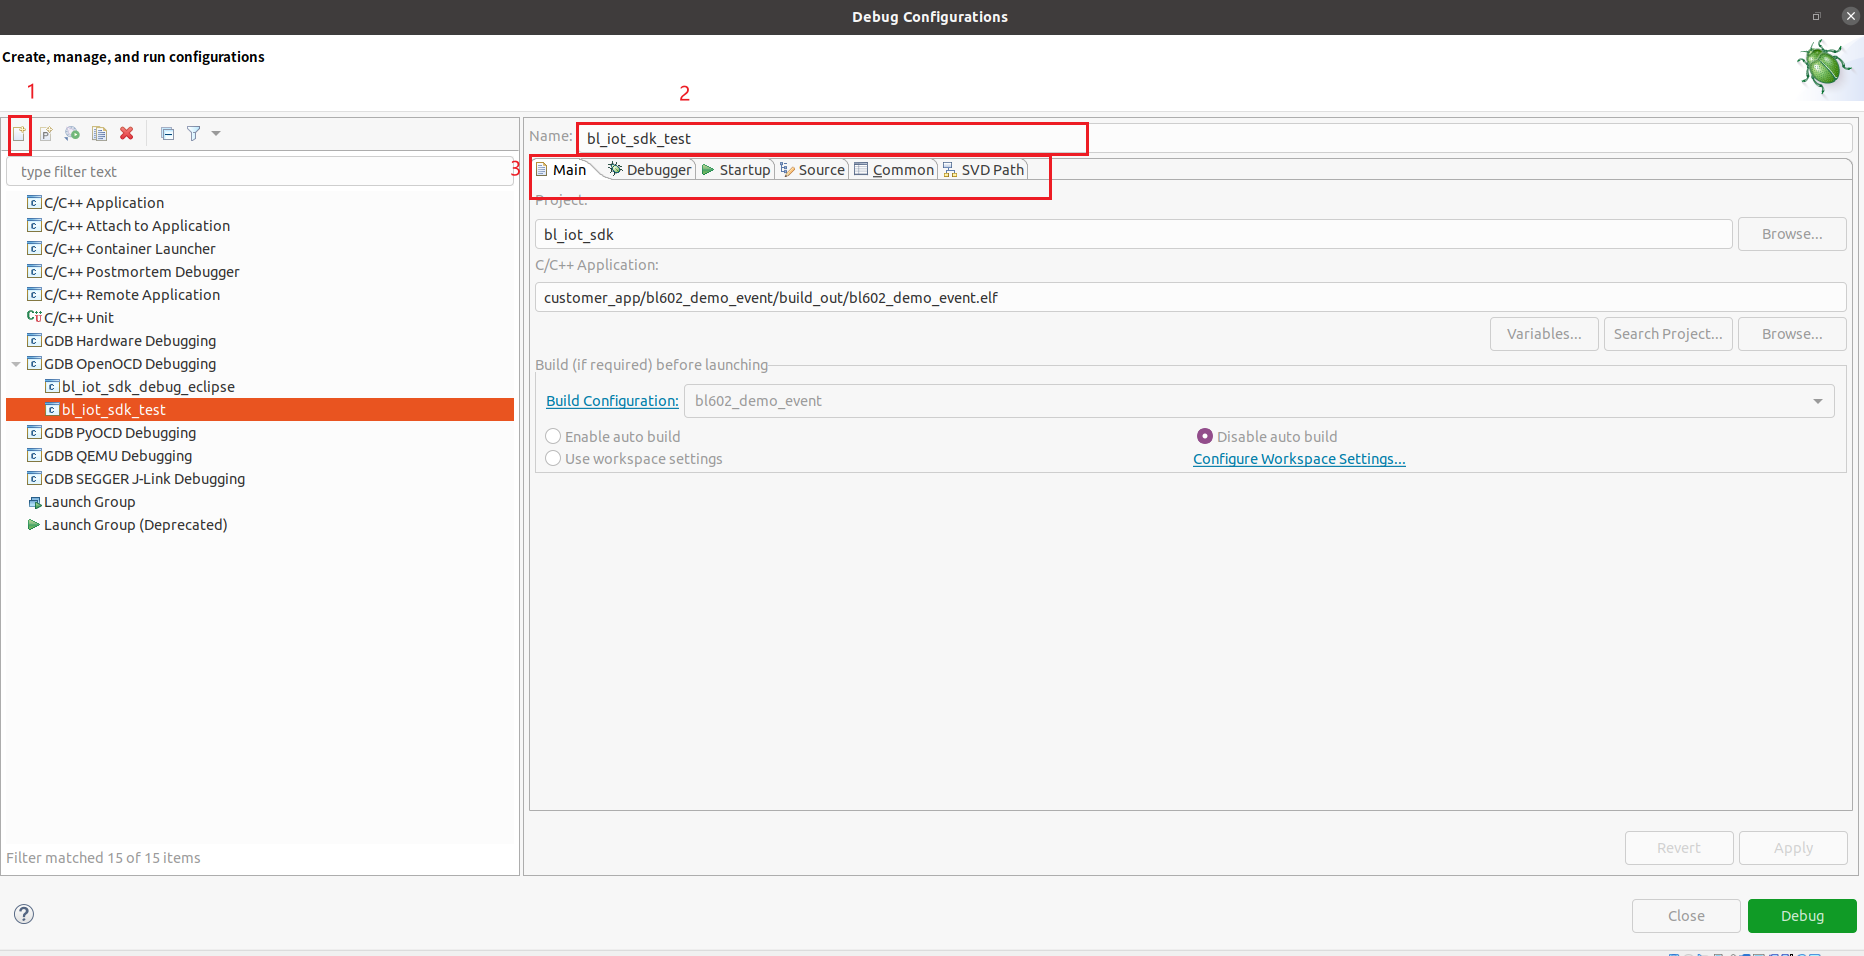 Debug Configurations
Create, manage, and run configurations
1
2
type filter text
C/C++ Application
C/C++ Attach to Application
C/C++ Container Launcher
C/C++ Postmortem Debugger
C/C++ Remote Application
C/C++ Unit
GDB Hardware Debugging
GDB OpenOCD Debugging
bl_iot_sdk_debug_eclipse
bl_iot_sdk_test
GDB PyOCD Debugging
GDB QEMU Debugging
GDB SEGGER J-Link Debugging
Launch Group
Launch Group (Deprecated)
Filter matched 15 of 15 items
Name: bl_iot_sdk_test
3
Main Debugger Startup Source Common SVD Path
Project:
bl_iot_sdk Browse...
C/C++ Application:
customer_app/bl602_demo_event/build_out/bl602_demo_event.elf
Variables... Search Project... Browse...
Build (if required) before launching
Build Configuration: bl602_demo_event
Enable auto build Disable auto build
Use workspace settings Configure Workspace Settings...
Revert Apply
Close Debug